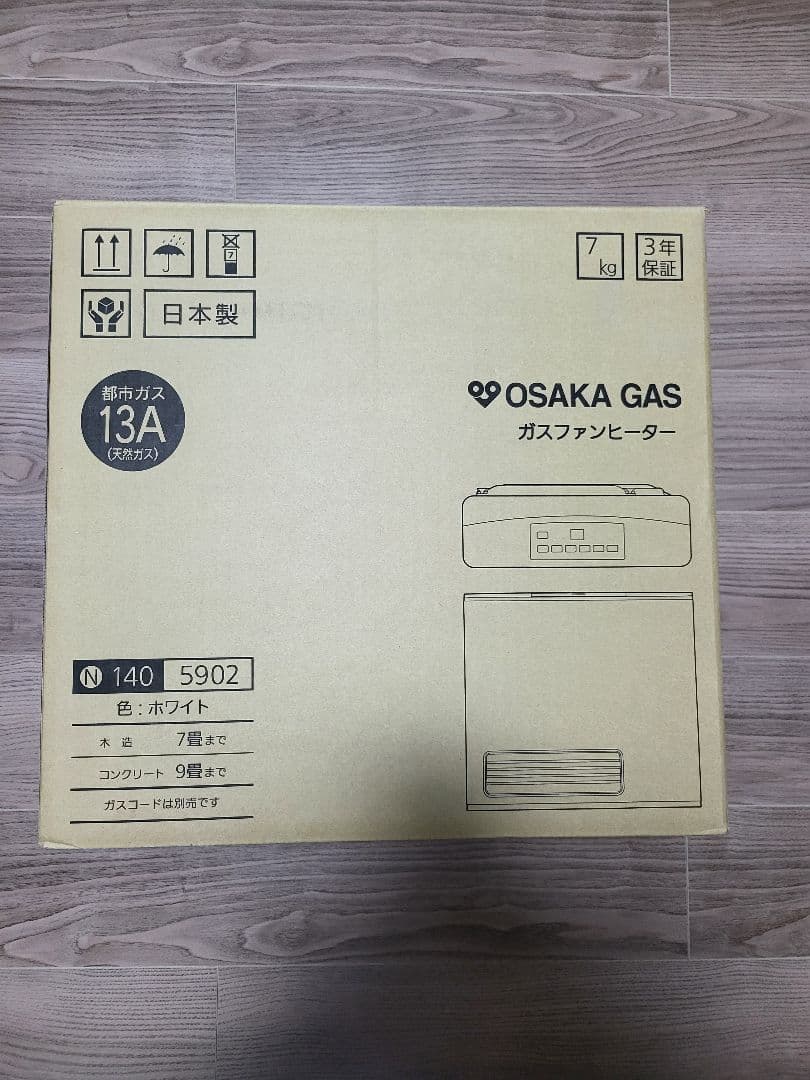 7
7
kg
3年
保証
日本製
都市ガス
13A
(天然ガス)
OSAKA GAS
ガスファンヒーター
N 140 5902
色:ホワイト
木造 7畳まで
コンクリート 9畳まで
ガスコードは別売です